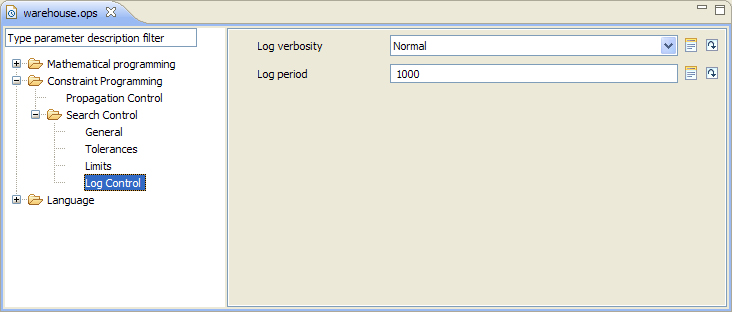 warehouse.ops
Type parameter description filter
Mathematical programming
Constraint Programming
Propagation Control
Search Control
General
Tolerances
Limits
Log Control
Language
Log verbosity Normal
Log period 1000